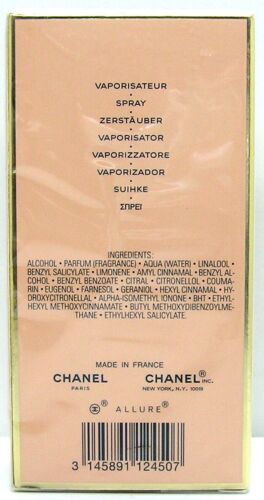 VAPORISATEUR
SPRAY
ZERSTÄUBER
VAPORISATOR
VAPORIZZATORE
VAPORIZADOR
SUIHKE
ΣΠΡΕΪ
INGREDIENTS:
ALCOHOL • PARFUM (FRAGRANCE) • AQUA (WATER) • LINALOOL •
BENZYL SALICYLATE • LIMONENE • AMYL CINNAMAL • BENZYL AL-
COHOL • BENZYL BENZOATE • CITRAL • CITRONELLOL • COUMA-
RIN • EUGENOL • FARNESOL • GERANIOL • HEXYL CINNAMAL • HY-
DROXYCITRONELLAL • ALPHA-ISOMETHYL IONONE • BHT • ETHYL-
HEXYL METHOXYCINNAMATE • BUTYL METHOXYDIBENZOYLME-
THANE • ETHYLHEXYL SALICYLATE.
MADE IN FRANCE
CHANEL® CHANEL® INC.
PARIS NEW YORK, N.Y. 10019
® ALLURE®
3 145891 124507